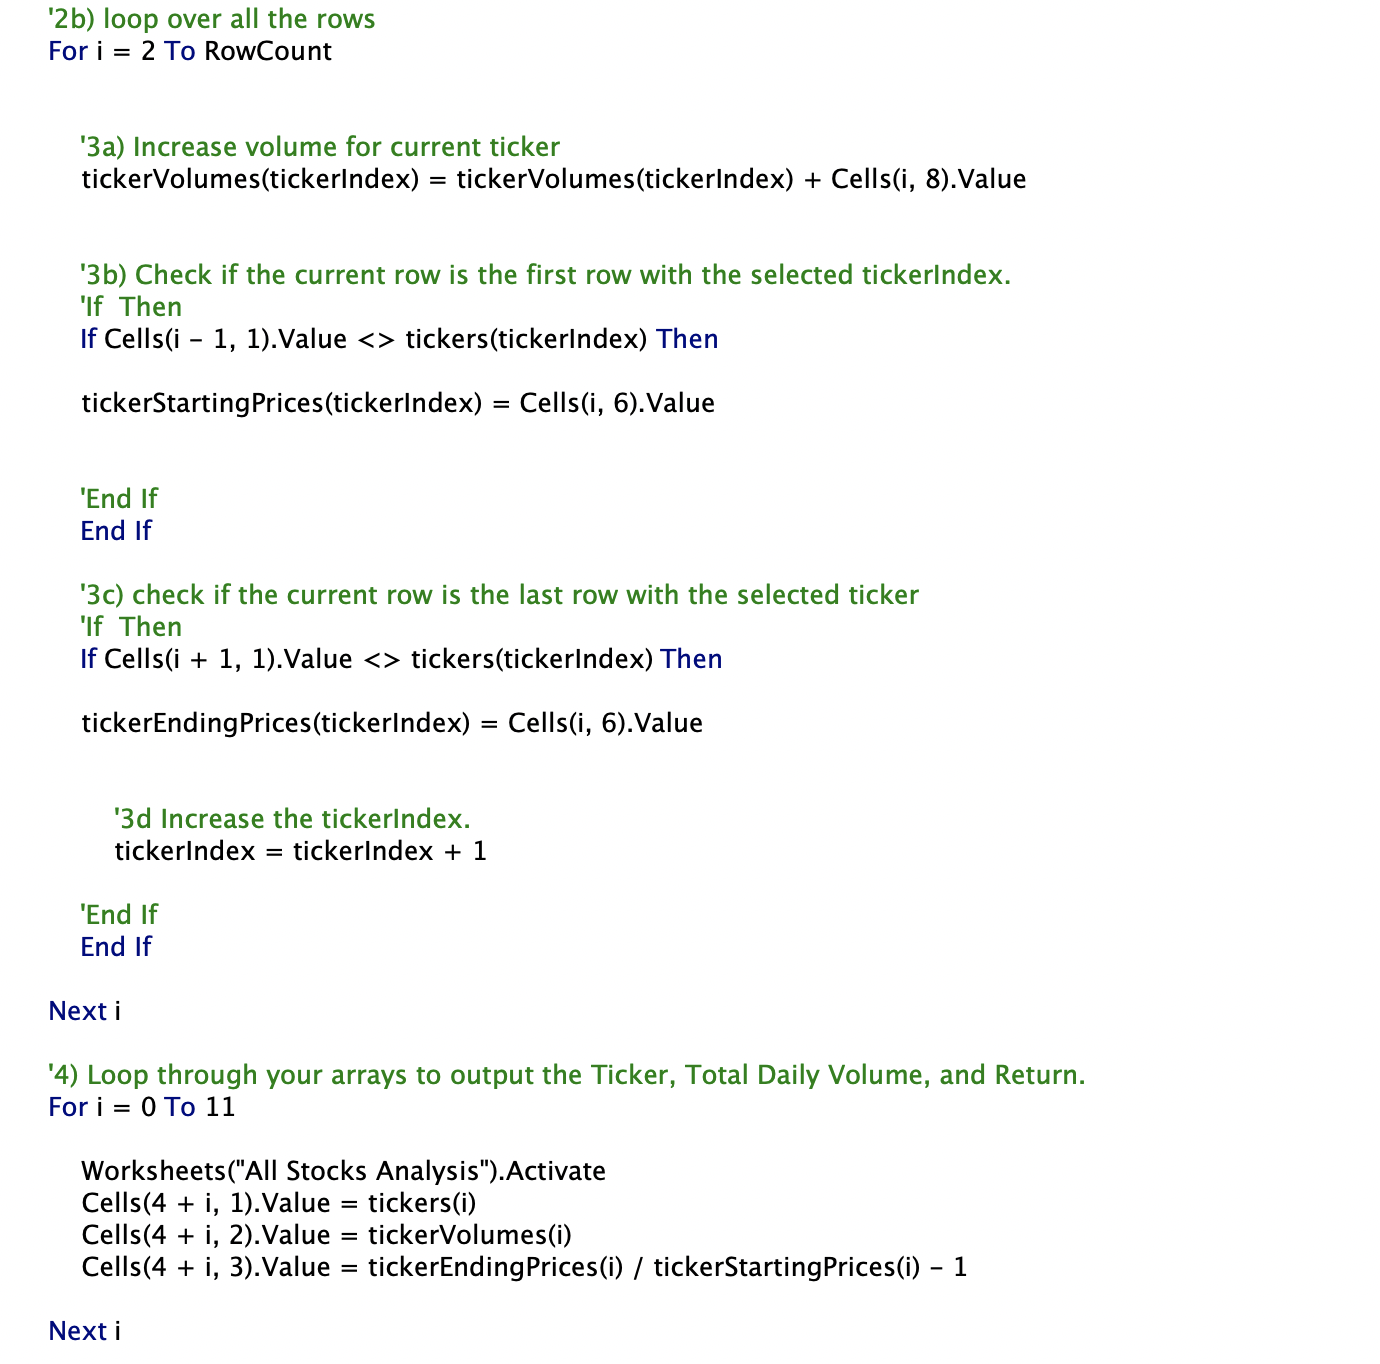 '2b) loop over all the rows
For i = 2 To RowCount
'3a) Increase volume for current ticker
tickerVolumes(tickerIndex) = tickerVolumes(tickerIndex) + Cells(i, 8).Value
'3b) Check if the current row is the first row with the selected tickerIndex.
'If  Then
If Cells(i - 1, 1).Value <> tickers(tickerIndex) Then
tickerStartingPrices(tickerIndex) = Cells(i, 6).Value
'End If
End If
'3c) check if the current row is the last row with the selected ticker
'If  Then
If Cells(i + 1, 1).Value <> tickers(tickerIndex) Then
tickerEndingPrices(tickerIndex) = Cells(i, 6).Value
'3d Increase the tickerIndex.
tickerIndex = tickerIndex + 1
'End If
End If
Next i
'4) Loop through your arrays to output the Ticker, Total Daily Volume, and Return.
For i = 0 To 11
Worksheets("All Stocks Analysis").Activate
Cells(4 + i, 1).Value = tickers(i)
Cells(4 + i, 2).Value = tickerVolumes(i)
Cells(4 + i, 3).Value = tickerEndingPrices(i) / tickerStartingPrices(i) - 1
Next i